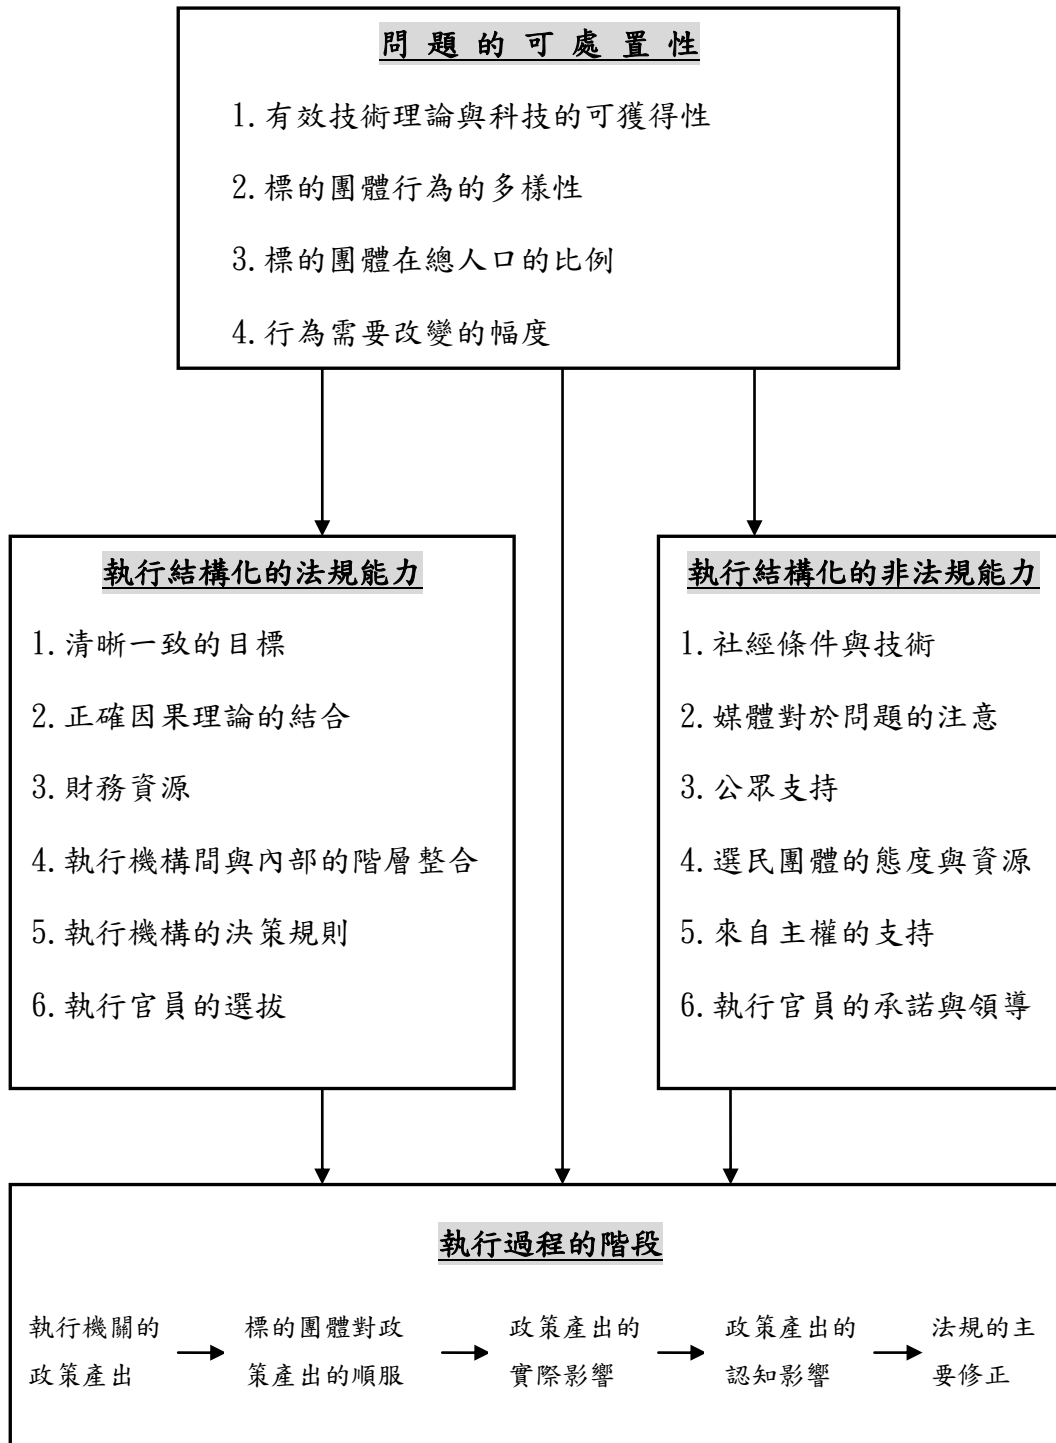 問題的可處置性
1.有效技術理論與科技的可獲得性
2.標的團體行為的多樣性
3.標的團體在總人口的比例
4.行為需要改變的幅度
執行結構化的法規能力
1.清晰一致的目標
2.正確因果理論的結合
3.財務資源
4.執行機構間與內部的階層整合
5.執行機構的決策規則
6.執行官員的選拔
執行結構化的非法規能力
1.社經條件與技術
2.媒體對於問題的注意
3.公眾支持
4.選民團體的態度與資源
5.來自主權的支持
6.執行官員的承諾與領導
執行過程的階段
執行機關的
政策產出
標的團體對政
策產出的順服
政策產出的
實際影響
政策產出的
認知影響
法規的主
要修正